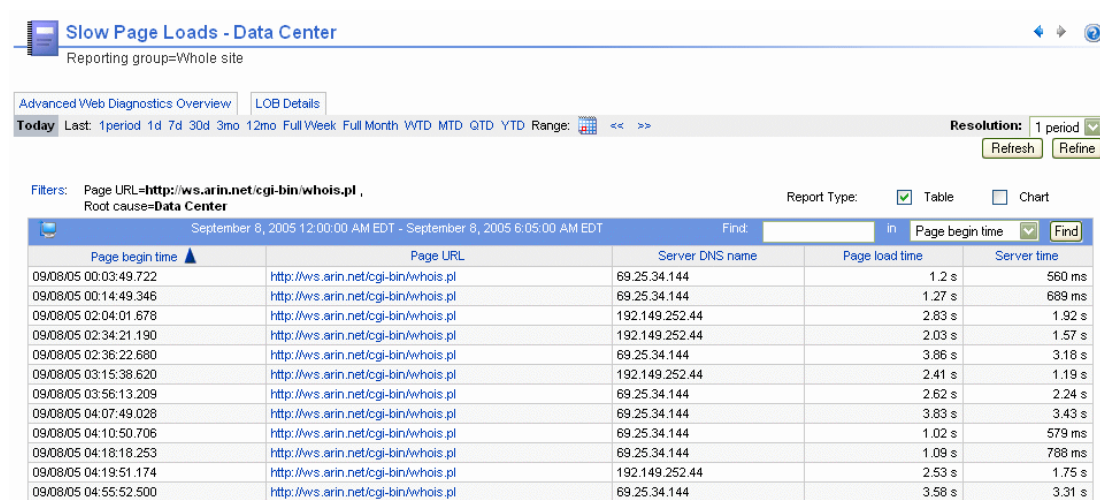 Slow Page Loads - Data Center
Reporting group=Whole site
Advanced Web Diagnostics Overview LOB Details
Today Last: 1period 1d 7d 30d 3mo 12mo Full Week Full Month WTD MTD QTD YTD Range: << >> Resolution: 1 period
Refresh Refine
Filters: Page URL=http://ws.arin.net/cgi-bin/whois.pl ,
Root cause=Data Center
Report Type: Table Chart
September 8, 2005 12:00:00 AM EDT - September 8, 2005 6:05:00 AM EDT Find: in Page begin time Find
Page begin time Page URL Server DNS name Page load time Server time
09/08/05 00:03:49.722 http://ws.arin.net/cgi-bin/whois.pl 69.25.34.144 1.2 s 560 ms
09/08/05 00:14:49.346 http://ws.arin.net/cgi-bin/whois.pl 69.25.34.144 1.27 s 689 ms
09/08/05 02:04:01.678 http://ws.arin.net/cgi-bin/whois.pl 192.149.252.44 2.83 s 1.92 s
09/08/05 02:34:21.190 http://ws.arin.net/cgi-bin/whois.pl 192.149.252.44 2.03 s 1.57 s
09/08/05 02:36:22.680 http://ws.arin.net/cgi-bin/whois.pl 69.25.34.144 3.86 s 3.18 s
09/08/05 03:15:38.620 http://ws.arin.net/cgi-bin/whois.pl 192.149.252.44 2.41 s 1.19 s
09/08/05 03:56:13.209 http://ws.arin.net/cgi-bin/whois.pl 69.25.34.144 2.62 s 2.24 s
09/08/05 04:07:49.028 http://ws.arin.net/cgi-bin/whois.pl 69.25.34.144 3.83 s 3.43 s
09/08/05 04:10:50.706 http://ws.arin.net/cgi-bin/whois.pl 69.25.34.144 1.02 s 579 ms
09/08/05 04:18:18.253 http://ws.arin.net/cgi-bin/whois.pl 69.25.34.144 1.09 s 788 ms
09/08/05 04:19:51.174 http://ws.arin.net/cgi-bin/whois.pl 192.149.252.44 2.53 s 1.75 s
09/08/05 04:55:52.500 http://ws.arin.net/cgi-bin/whois.pl 69.25.34.144 3.58 s 3.31 s